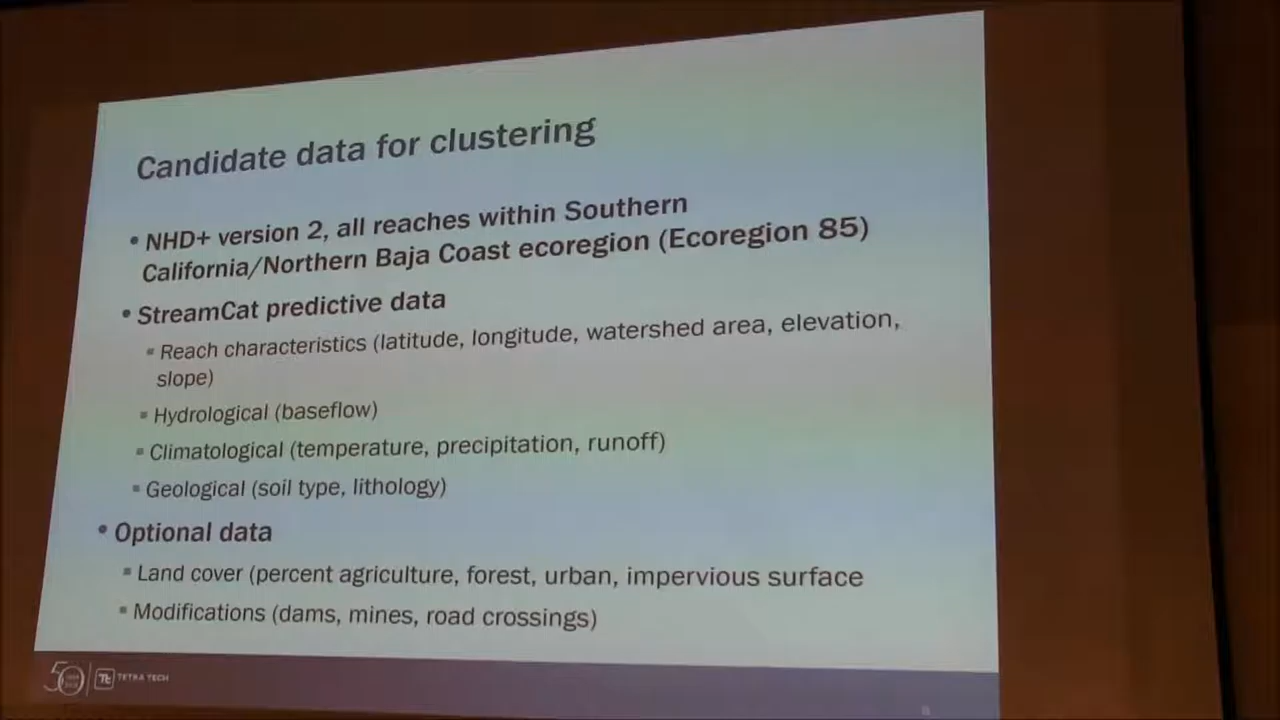 Candidate data for clustering
• NHD+ version 2, all reaches within Southern
California/Northern Baja Coast ecoregion (Ecoregion 85)
• StreamCat predictive data
▪ Reach characteristics (latitude, longitude, watershed area, elevation,
slope)
▪ Hydrological (baseflow)
▪ Climatological (temperature, precipitation, runoff)
▪ Geological (soil type, lithology)
• Optional data
▪ Land cover (percent agriculture, forest, urban, impervious surface
▪ Modifications (dams, mines, road crossings)
50 Tt TETRA TECH